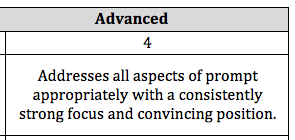 Advanced
4
Addresses all aspects of prompt
appropriately with a consistently
strong focus and convincing position.